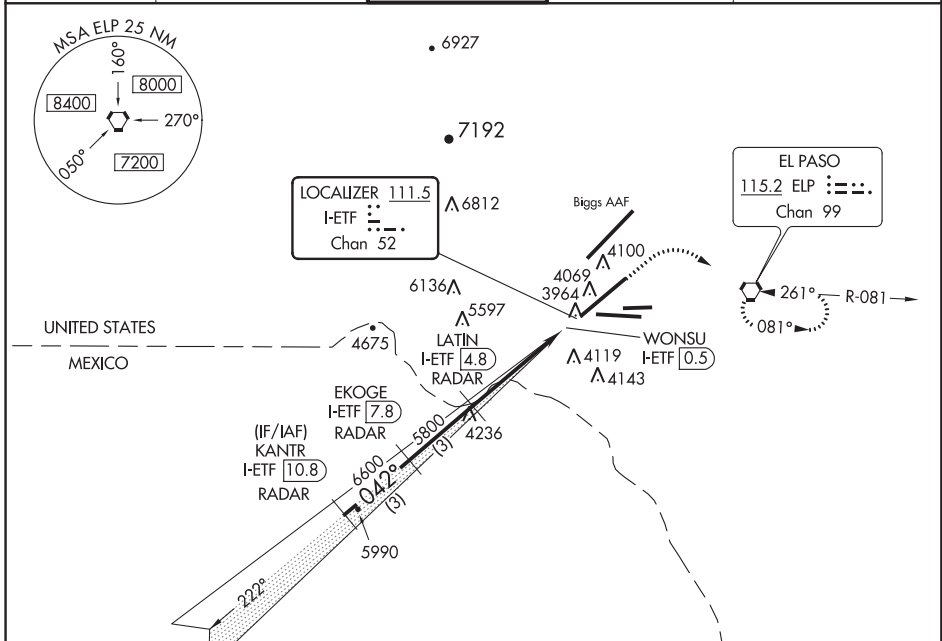 MSA ELP 25 NM
160°
8000
8400
270°
050°
7200
6927
7192
LOCALIZER 111.5
I-ETF
Chan 52
6812
Biggs AAF
EL PASO
115.2 ELP
Chan 99
4100
4069
3964
6136
5597
261°
R-081
081°
UNITED STATES
MEXICO
4675
LATIN
I-ETF 4.8
RADAR
WONSU
I-ETF 0.5
4119
4143
EKOGE
I-ETF 7.8
RADAR
5800
(3)
4236
(IF/IAF)
KANTR
I-ETF 10.8
RADAR
6600
042°
(3)
5990
222°